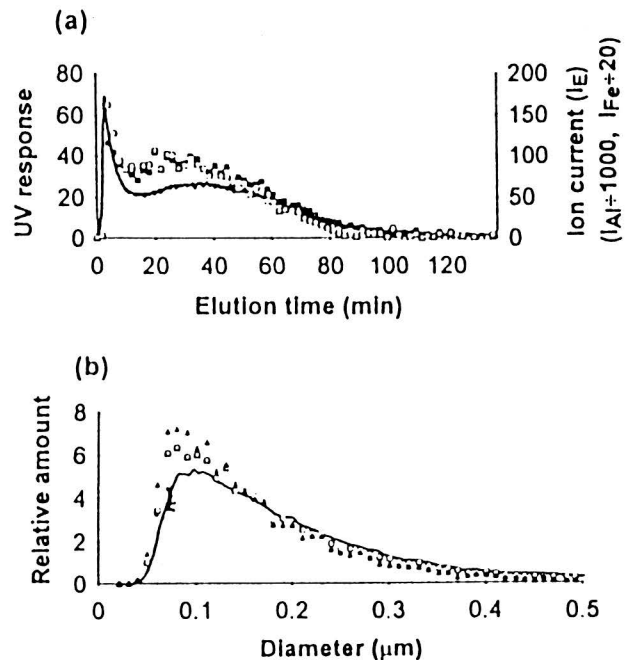 (a)
80
60
40
20
0
UV response
200
150
100
50
0
Ion current (IE)
(IAl÷1000, IFe÷20)
0 20 40 60 80 100 120
Elution time (min)
(b)
8
6
4
2
0
Relative amount
0 0.1 0.2 0.3 0.4 0.5
Diameter (μm)